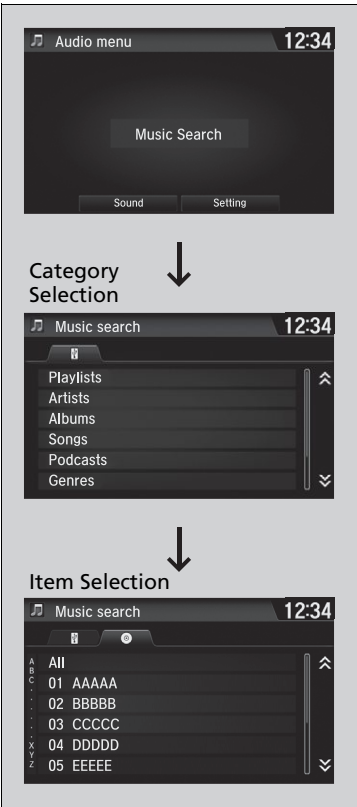 Audio menu 12:34
Music Search
Sound Setting
Category
Selection
Music search 12:34
Playlists
Artists
Albums
Songs
Podcasts
Genres
Item Selection
Music search 12:34
A
B
C
.
.
.
.
X
Y
Z
All
01 AAAAA
02 BBBBB
03 CCCCC
04 DDDDD
05 EEEEE